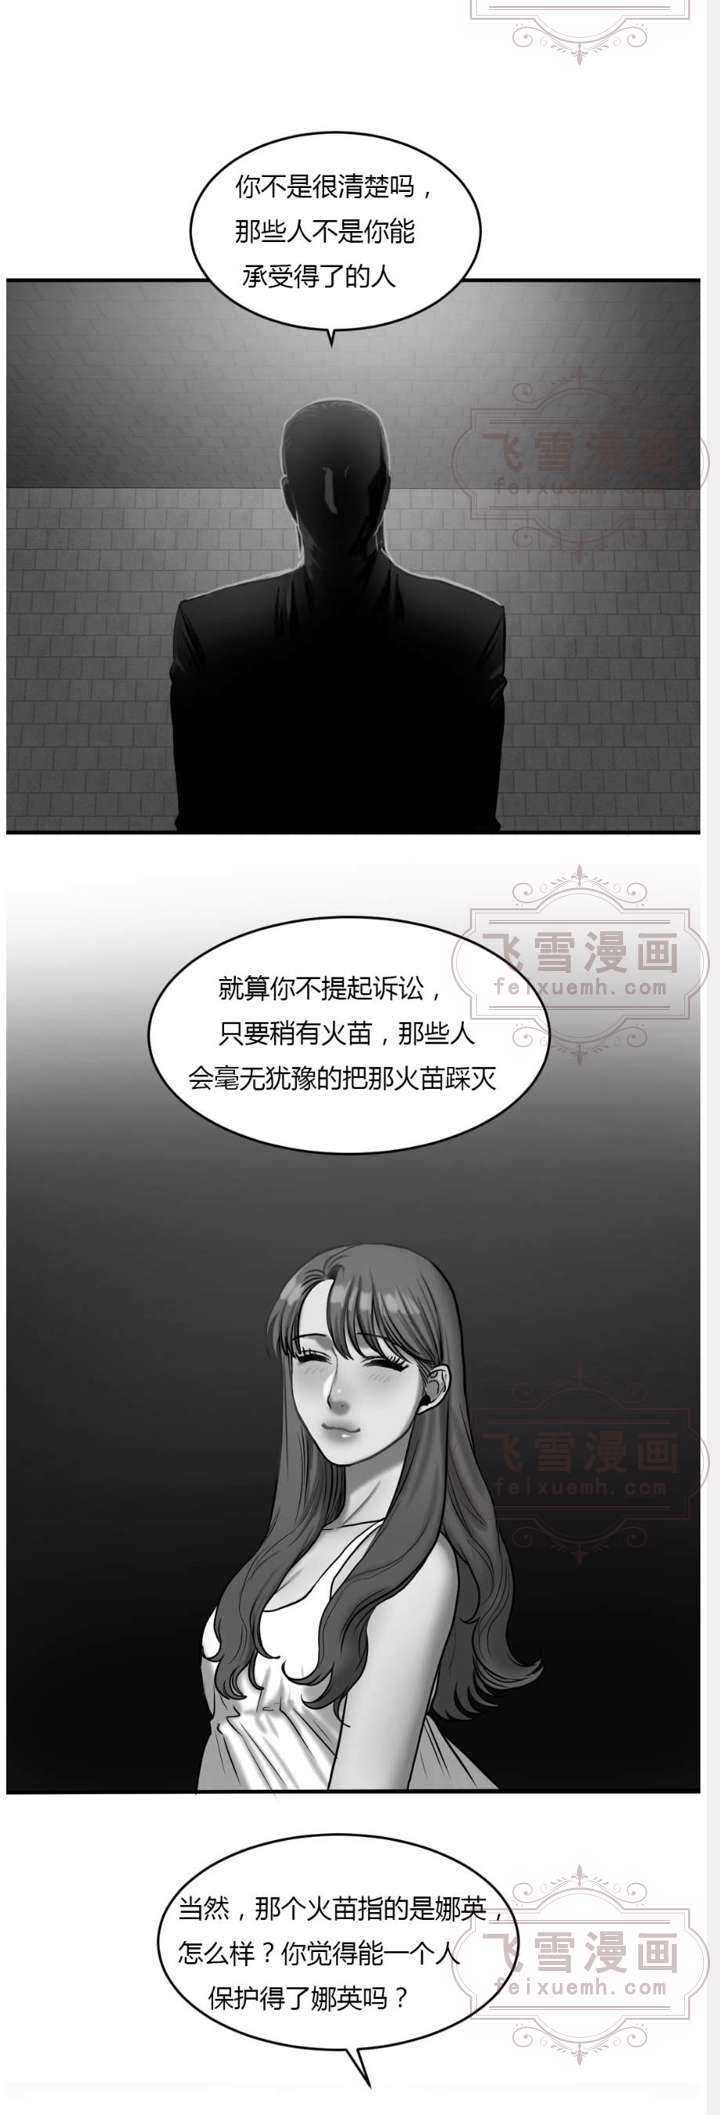 你不是很清楚吗，
那些人不是你能
承受得了的人
飞雪漫画
feixuemh.com
飞雪漫画
feixuemh.com
就算你不提起诉讼，
只要稍有火苗，那些人
会毫无犹豫的把那火苗踩灭
飞雪漫画
feixuemh.com
当然，那个火苗指的是娜英，
怎么样？你觉得能一个人
保护得了娜英吗？
飞雪漫画
feixuemh.com